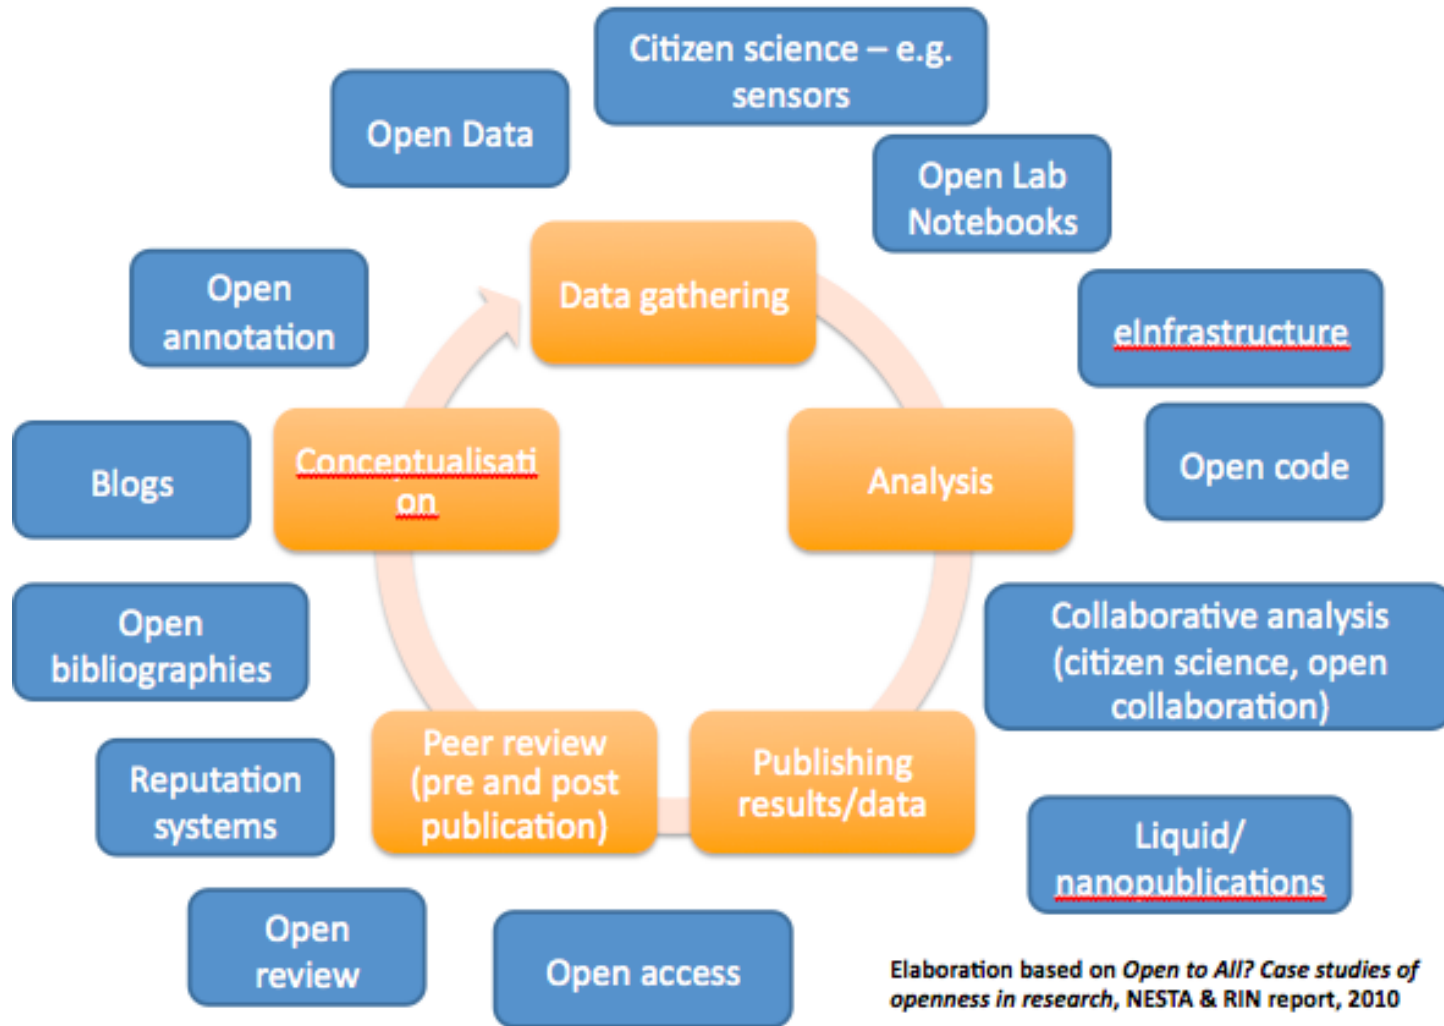 Citizen science – e.g.
sensors
Open Data
Open Lab
Notebooks
Data gathering
Open
annotation
eInfrastructure
Conceptualisati
on
Analysis
Blogs
Open code
Open
bibliographies
Collaborative analysis
(citizen science, open
collaboration)
Peer review
(pre and post
publication)
Publishing
results/data
Reputation
systems
Liquid/
nanopublications
Open
review
Open access
Elaboration based on Open to All? Case studies of
openness in research, NESTA & RIN report, 2010